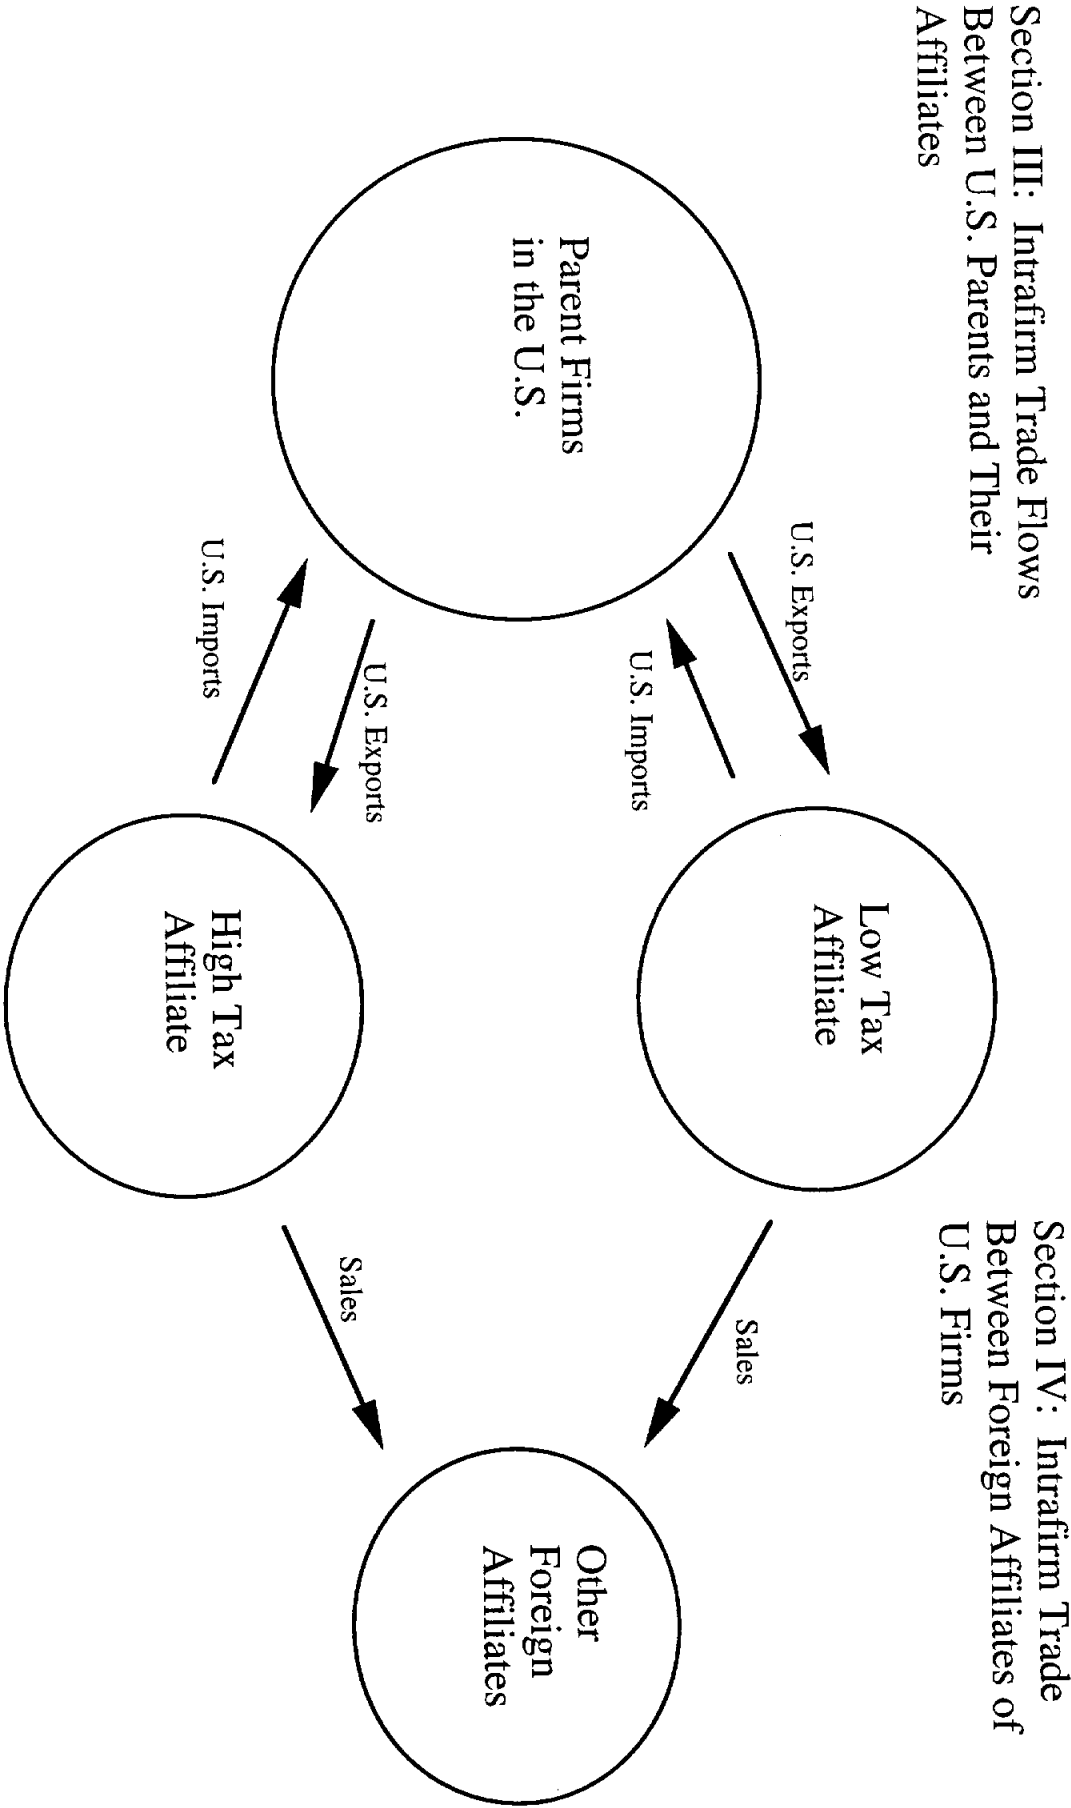 Section III: Intrafirm Trade Flows
Between U.S. Parents and Their
Affiliates
Section IV: Intrafirm Trade
Between Foreign Affiliates of
U.S. Firms
U.S. Exports
Low Tax
Affiliate
Sales
U.S. Imports
Parent Firms
in the U.S.
Other
Foreign
Affiliates
U.S. Exports
Sales
High Tax
Affiliate
U.S. Imports